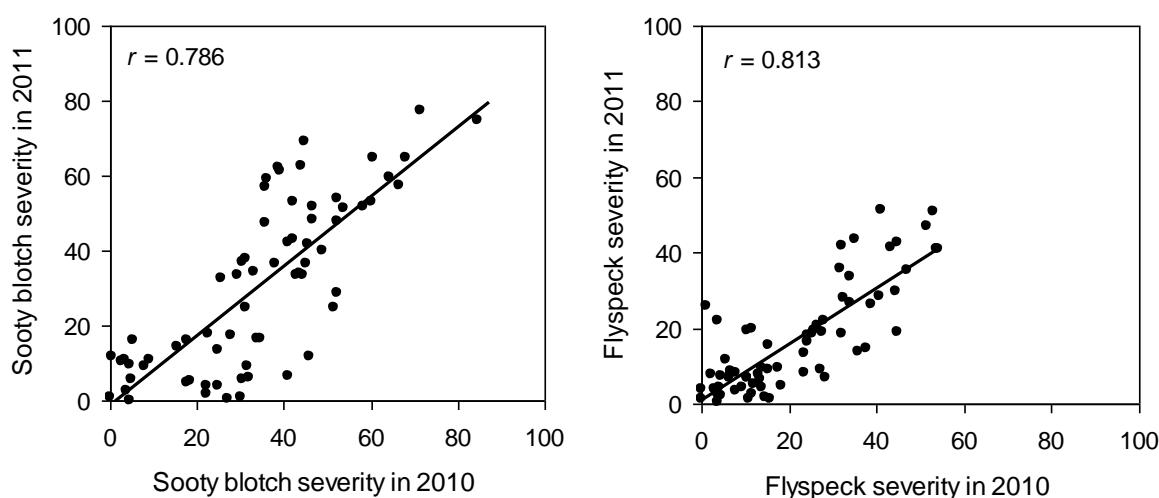 r = 0.786
Sooty blotch severity in 2011
100
80
60
40
20
0
0 20 40 60 80 100
Sooty blotch severity in 2010
r = 0.813
Flyspeck severity in 2011
100
80
60
40
20
0
0 20 40 60 80 100
Flyspeck severity in 2010